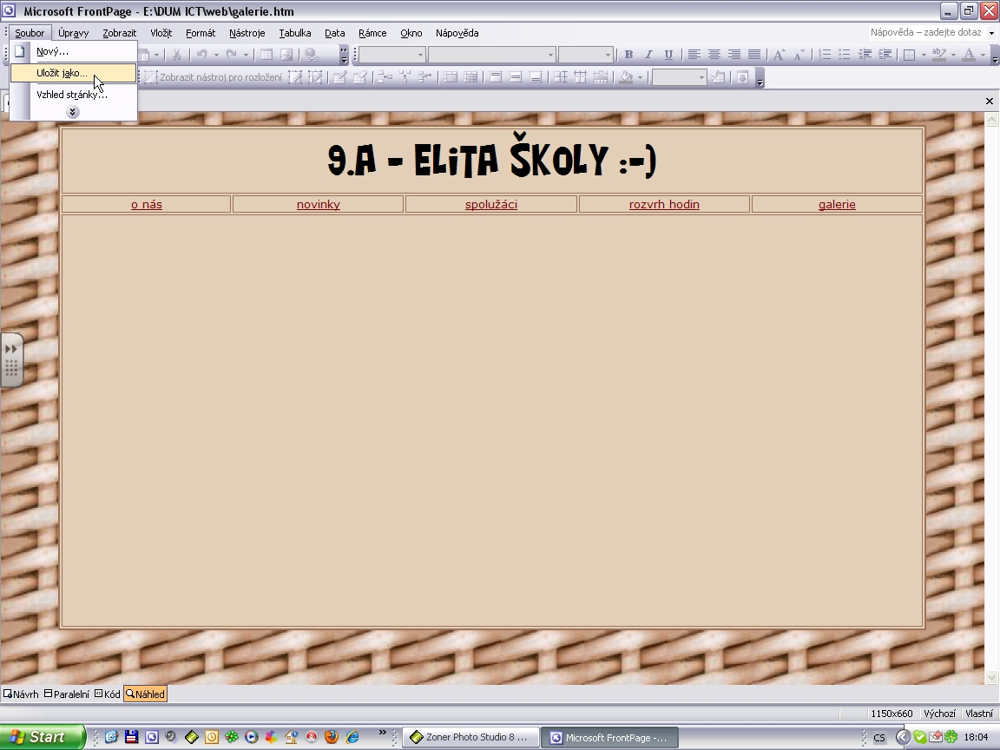 Microsoft FrontPage - E:\DUM ICT\web\galerie.htm
Soubor Úpravy Zobrazit Vložit Formát Nástroje Tabulka Data Rámce Okno Nápověda Nápověda – zadejte dotaz
Nový...
Uložit jako...
Vzhled stránky...
Zobrazit nástroj pro rozložení
B I U
9.A - ELiTA ŠKOLY :-)
o nás novinky spolužáci rozvrh hodin galerie
Návrh Paralelní Kód Náhled
1150x660 Výchozí Vlastní
Start Zoner Photo Studio 8 ... Microsoft FrontPage -... CS 18:04